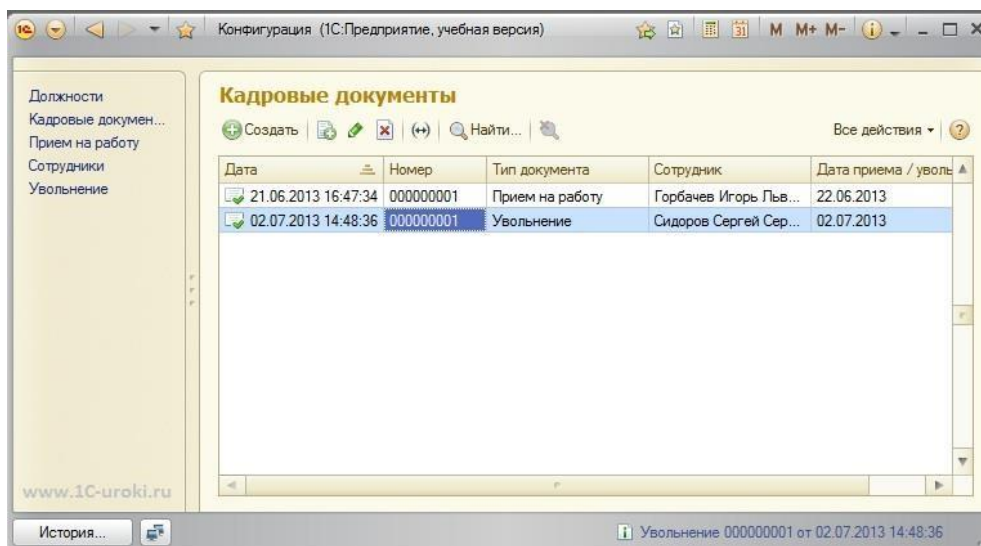 1С Конфигурация (1С:Предприятие, учебная версия) 31 M M+ M-
Должности
Кадровые докумен...
Прием на работу
Сотрудники
Увольнение
Кадровые документы
Создать Найти... Все действия ?
Дата Номер Тип документа Сотрудник Дата приема / уволь
21.06.2013 16:47:34 000000001 Прием на работу Горбачев Игорь Льв... 22.06.2013
02.07.2013 14:48:36 000000001 Увольнение Сидоров Сергей Сер... 02.07.2013
www.1C-uroki.ru
История... Увольнение 000000001 от 02.07.2013 14:48:36